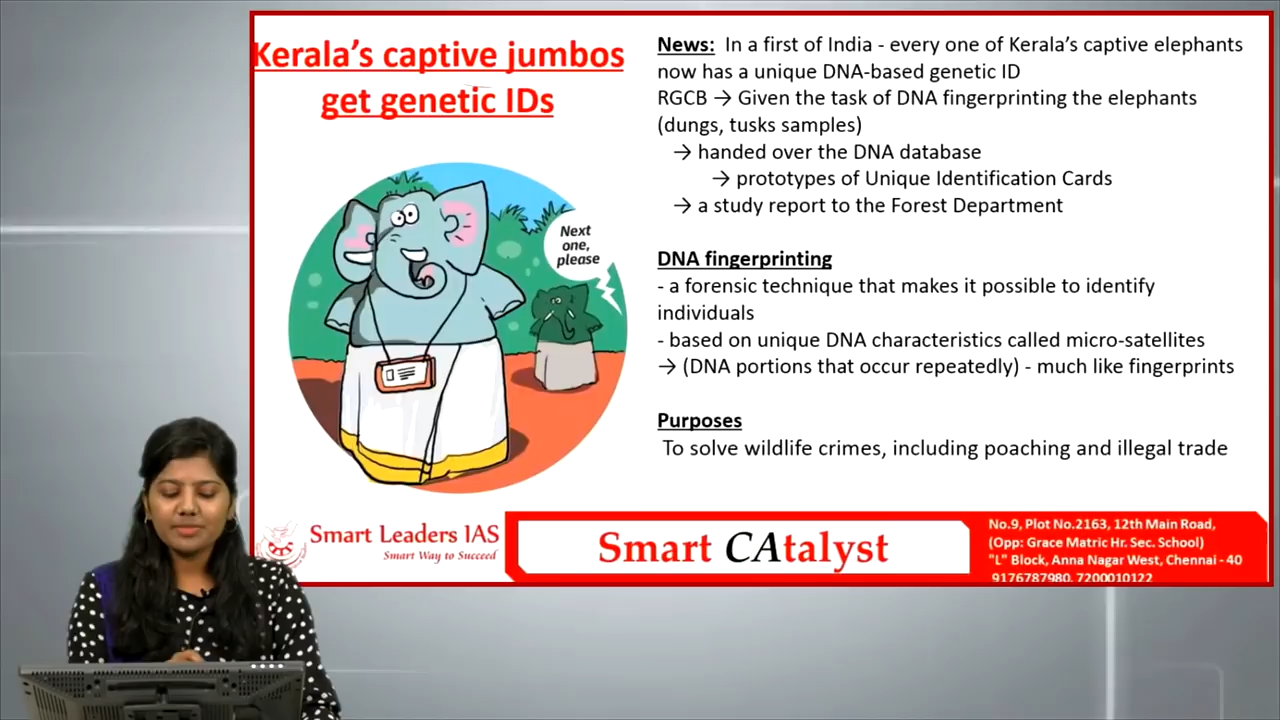 Kerala's captive jumbos
get genetic IDs
News: In a first of India - every one of Kerala's captive elephants
now has a unique DNA-based genetic ID
RGCB → Given the task of DNA fingerprinting the elephants
(dungs, tusks samples)
→ handed over the DNA database
→ prototypes of Unique Identification Cards
→ a study report to the Forest Department
DNA fingerprinting
- a forensic technique that makes it possible to identify
individuals
- based on unique DNA characteristics called micro-satellites
→ (DNA portions that occur repeatedly) - much like fingerprints
Purposes
To solve wildlife crimes, including poaching and illegal trade
Next
one,
please
Smart Leaders IAS
Smart Way to Succeed
Smart CAtalyst
No.9, Plot No.2163, 12th Main Road,
(Opp: Grace Matric Hr. Sec. School)
"L" Block, Anna Nagar West, Chennai - 40
9176787980, 7200010122